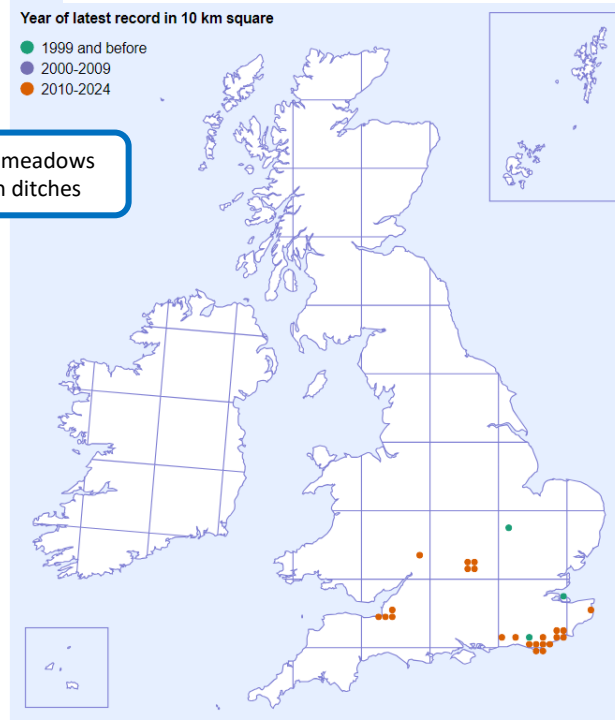 Year of latest record in 10 km square
1999 and before
2000-2009
2010-2024
meadows
ditches